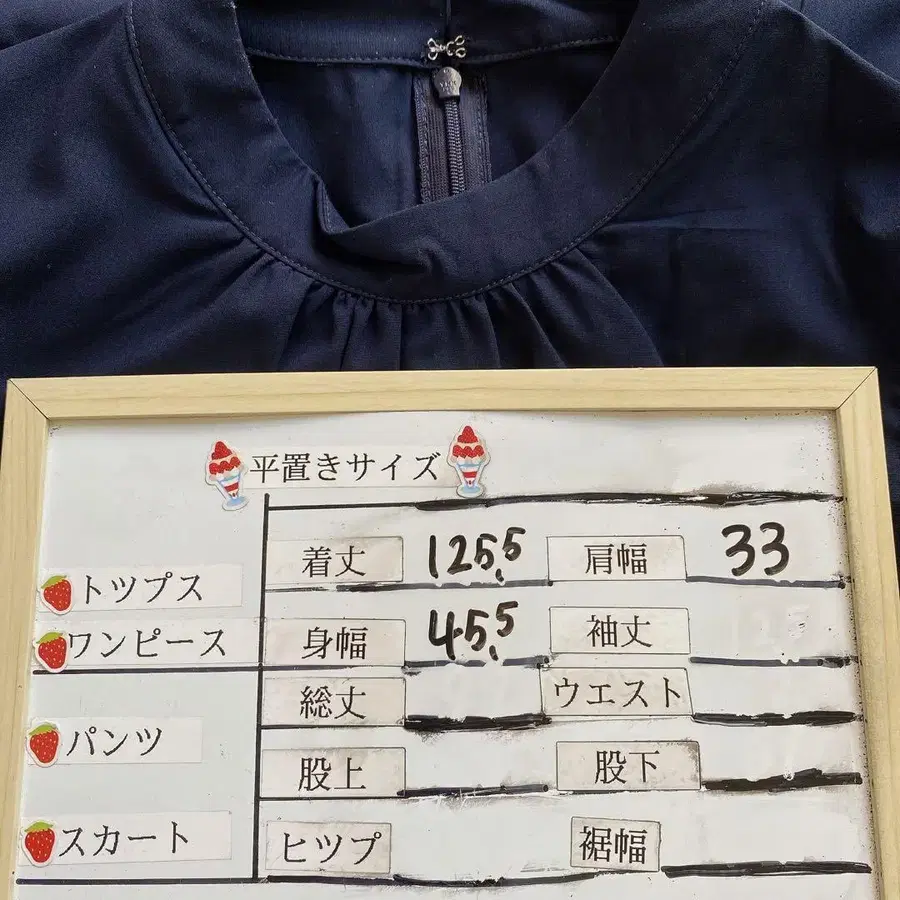 平置きサイズ
着丈 125.5 肩幅 33
トップス
身幅 45.5 袖丈
ワンピース
総丈 ウエスト
パンツ
股上 股下
スカート
ヒップ 裾幅